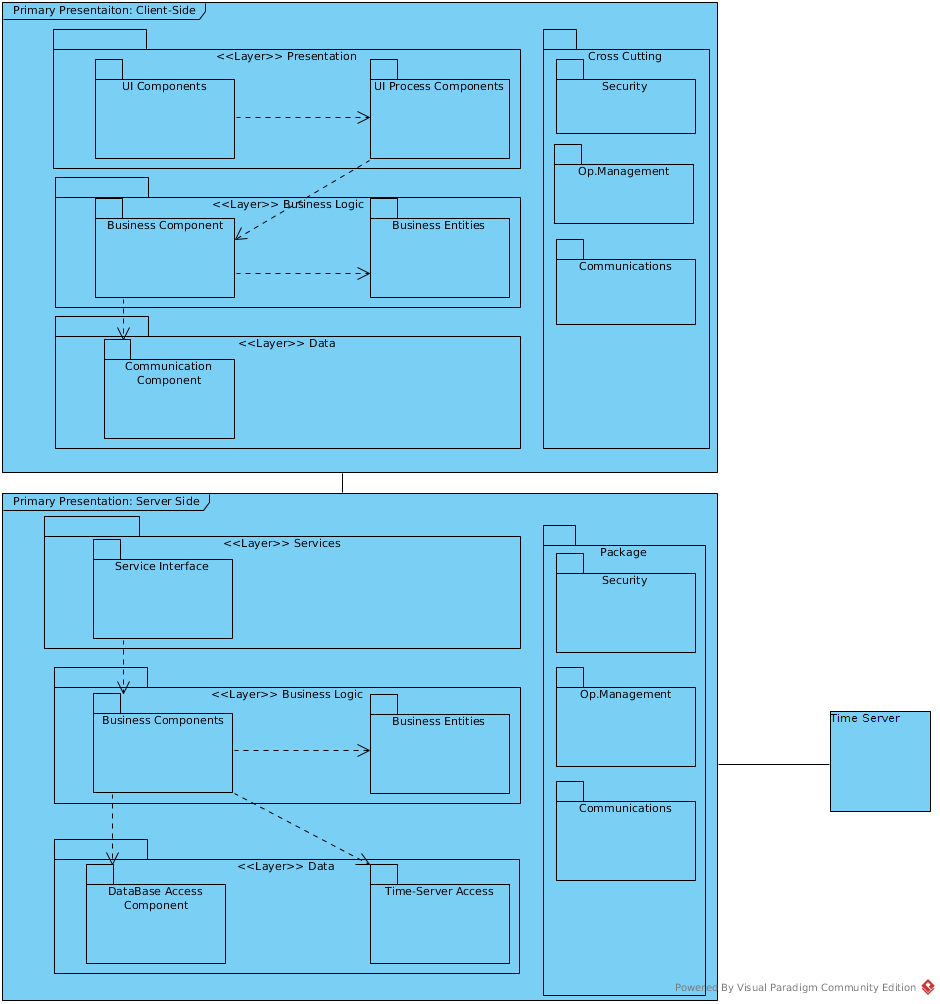 Primary Presentaiton: Client-Side
<<Layer>> Presentation
UI Components
UI Process Components
Cross Cutting
Security
Op.Management
Communications
<<Layer>> Business Logic
Business Component
Business Entities
<<Layer>> Data
Communication
Component
Primary Presentation: Server Side
<<Layer>> Services
Service Interface
Package
Security
Op.Management
Communications
<<Layer>> Business Logic
Business Components
Business Entities
<<Layer>> Data
DataBase Access
Component
Time-Server Access
Time Server
Powered By Visual Paradigm Community Edition